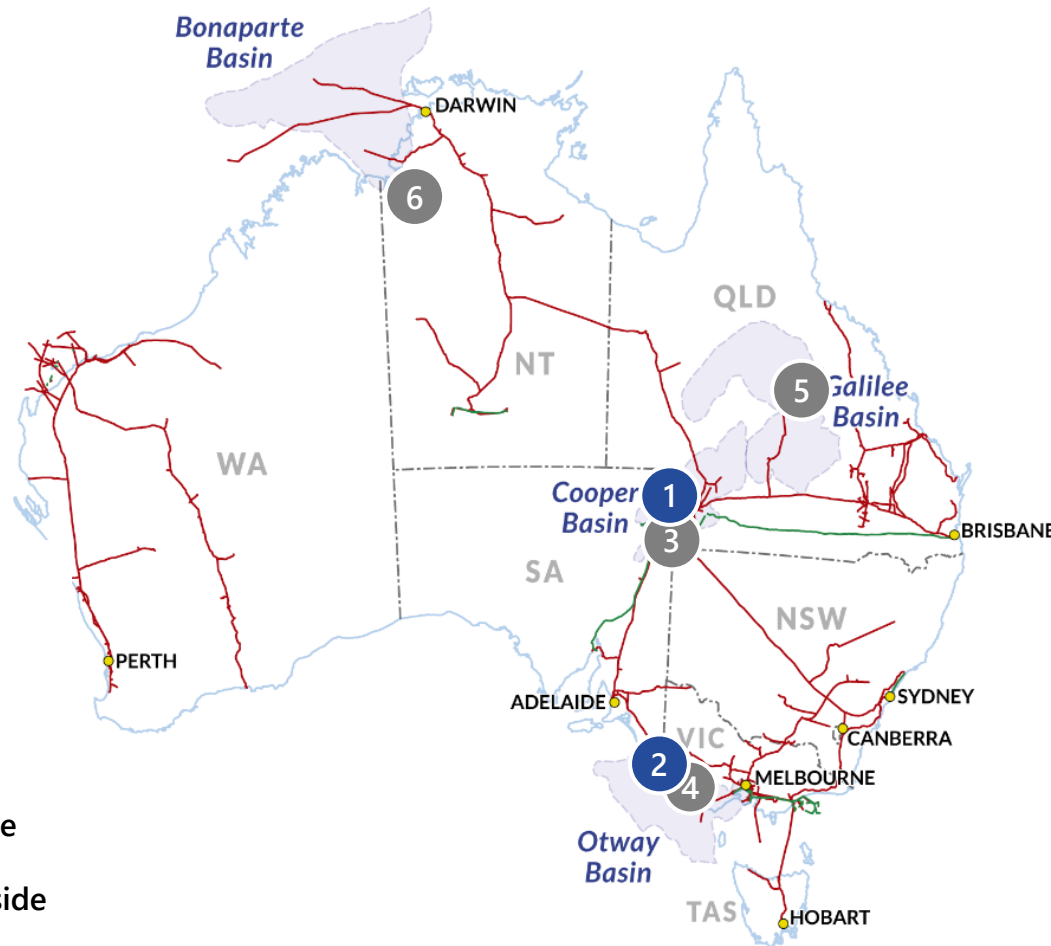 Bonaparte
Basin
DARWIN
6
QLD
NT
5
Galilee
Basin
WA
Cooper
Basin
1
3
BRISBANE
SA
NSW
PERTH
ADELAIDE
SYDNEY
VIC
CANBERRA
2
4
MELBOURNE
Otway
Basin
TAS
HOBART
e
side